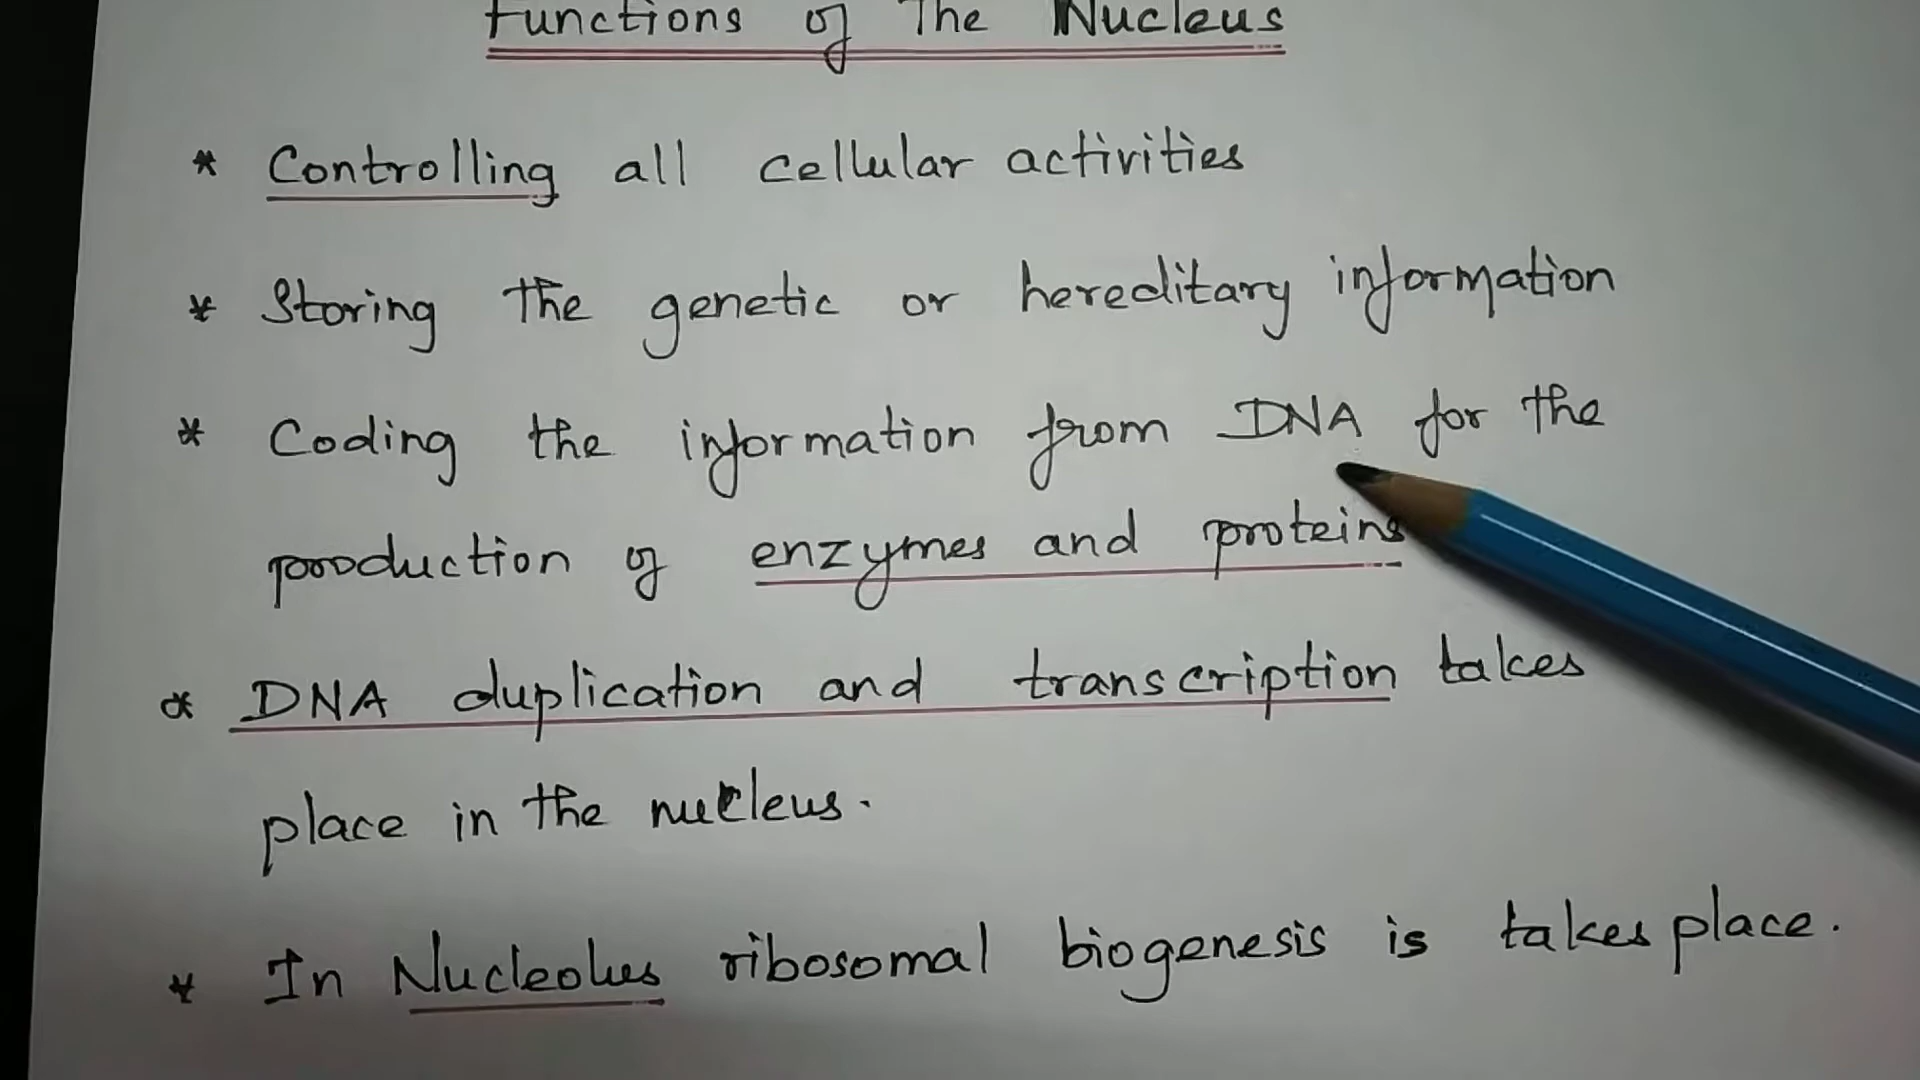 Functions of The Nucleus
* Controlling all cellular activities
* Storing the genetic or hereditary information
* Coding the information from DNA for the
production of enzymes and proteins
* DNA duplication and transcription takes
place in the nucleus.
* In Nucleolus ribosomal biogenesis is takes place.